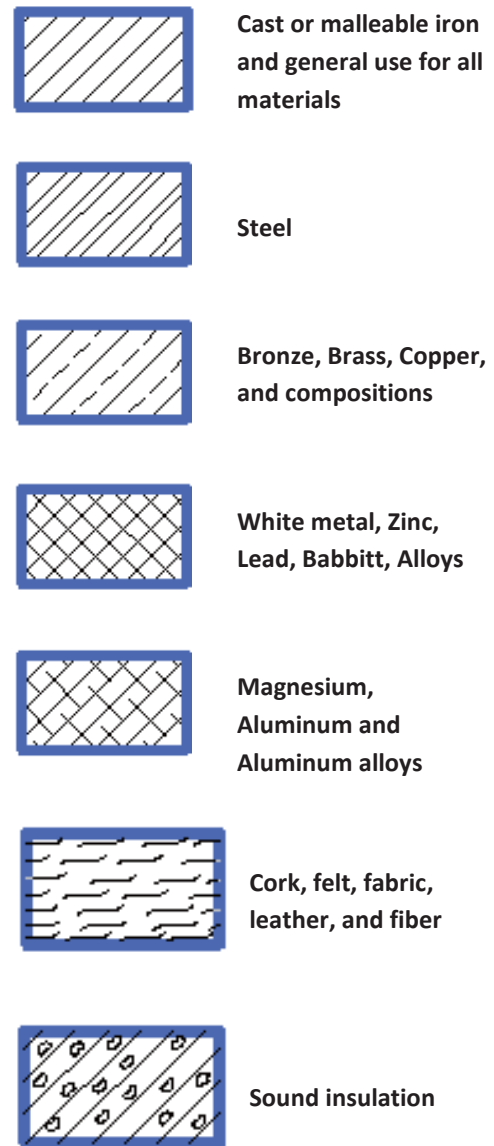 Cast or malleable iron
and general use for all
materials
Steel
Bronze, Brass, Copper,
and compositions
White metal, Zinc,
Lead, Babbitt, Alloys
Magnesium,
Aluminum and
Aluminum alloys
Cork, felt, fabric,
leather, and fiber
Sound insulation